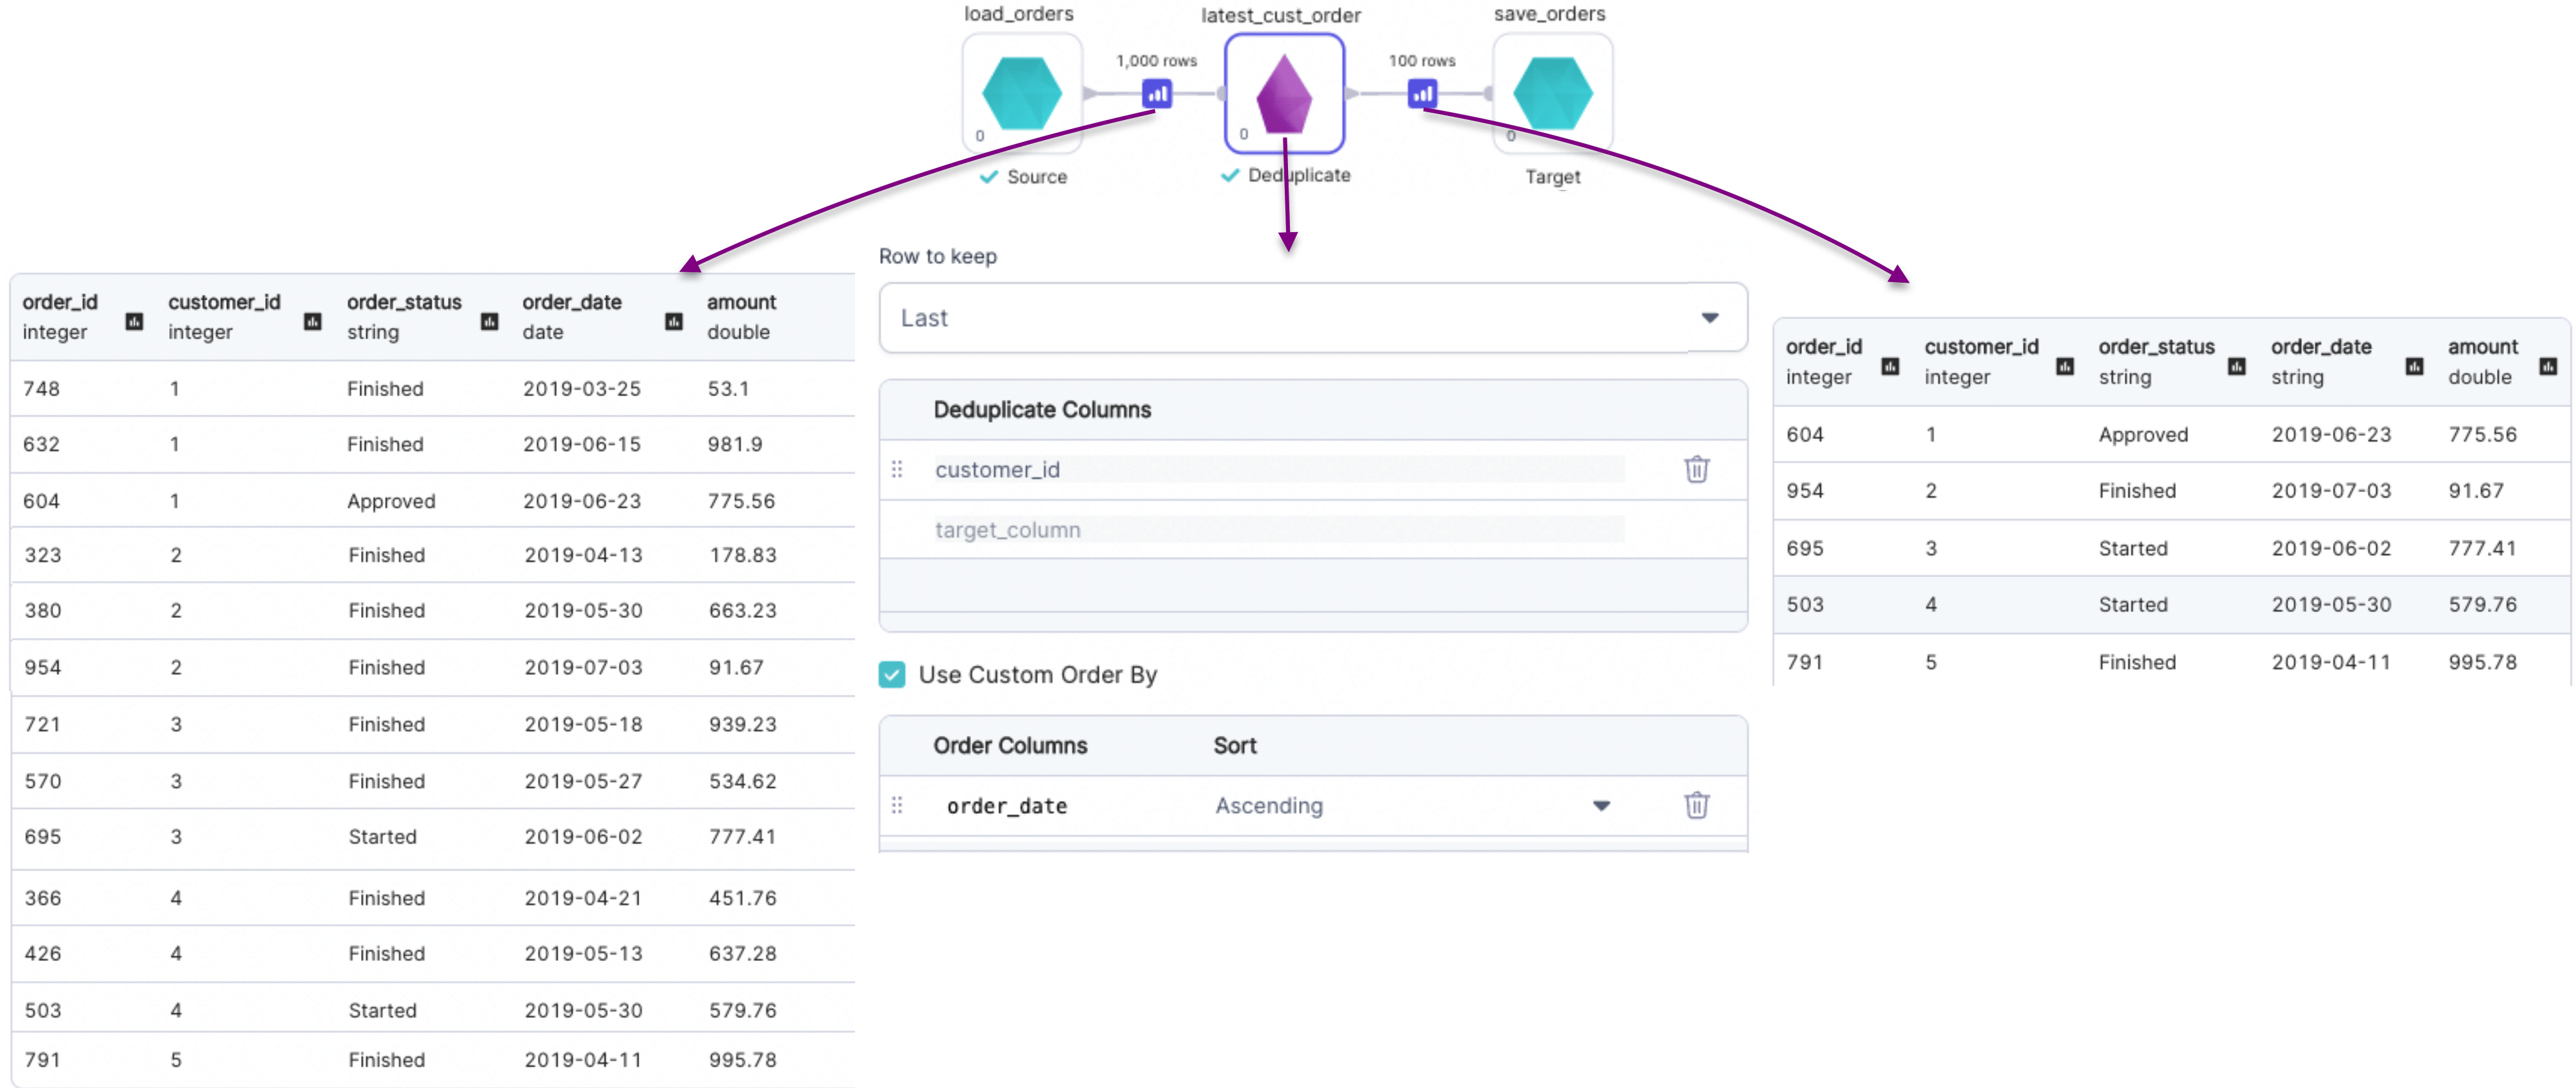 load_orders latest_cust_order save_orders
1,000 rows 100 rows
0 0 0
Source Deduplicate Target
order_id customer_id order_status order_date amount
integer integer string date double
748 1 Finished 2019-03-25 53.1
632 1 Finished 2019-06-15 981.9
604 1 Approved 2019-06-23 775.56
323 2 Finished 2019-04-13 178.83
380 2 Finished 2019-05-30 663.23
954 2 Finished 2019-07-03 91.67
721 3 Finished 2019-05-18 939.23
570 3 Finished 2019-05-27 534.62
695 3 Started 2019-06-02 777.41
366 4 Finished 2019-04-21 451.76
426 4 Finished 2019-05-13 637.28
503 4 Started 2019-05-30 579.76
791 5 Finished 2019-04-11 995.78
Row to keep
Last
Deduplicate Columns
customer_id
target_column
Use Custom Order By
Order Columns Sort
order_date Ascending
order_id customer_id order_status order_date amount
integer integer string string double
604 1 Approved 2019-06-23 775.56
954 2 Finished 2019-07-03 91.67
695 3 Started 2019-06-02 777.41
503 4 Started 2019-05-30 579.76
791 5 Finished 2019-04-11 995.78